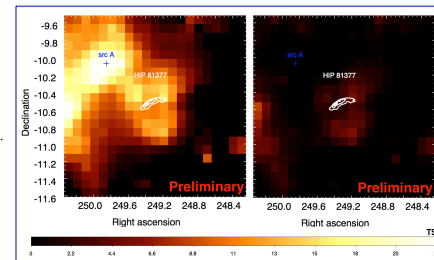 -9.6
-9.8
-10.0
-10.2
-10.4
-10.6
-10.8
-11.0
-11.2
-11.4
-11.6
Declination
src A
HIP 81377
Preliminary
250.0 249.6 249.2 248.8 248.4
Right ascension
src A
HIP 81377
Preliminary
250.0 249.6 249.2 248.8 248.4
Right ascension
TS
0 2.2 4.4 6.6 8.8 11 13 15 18 20